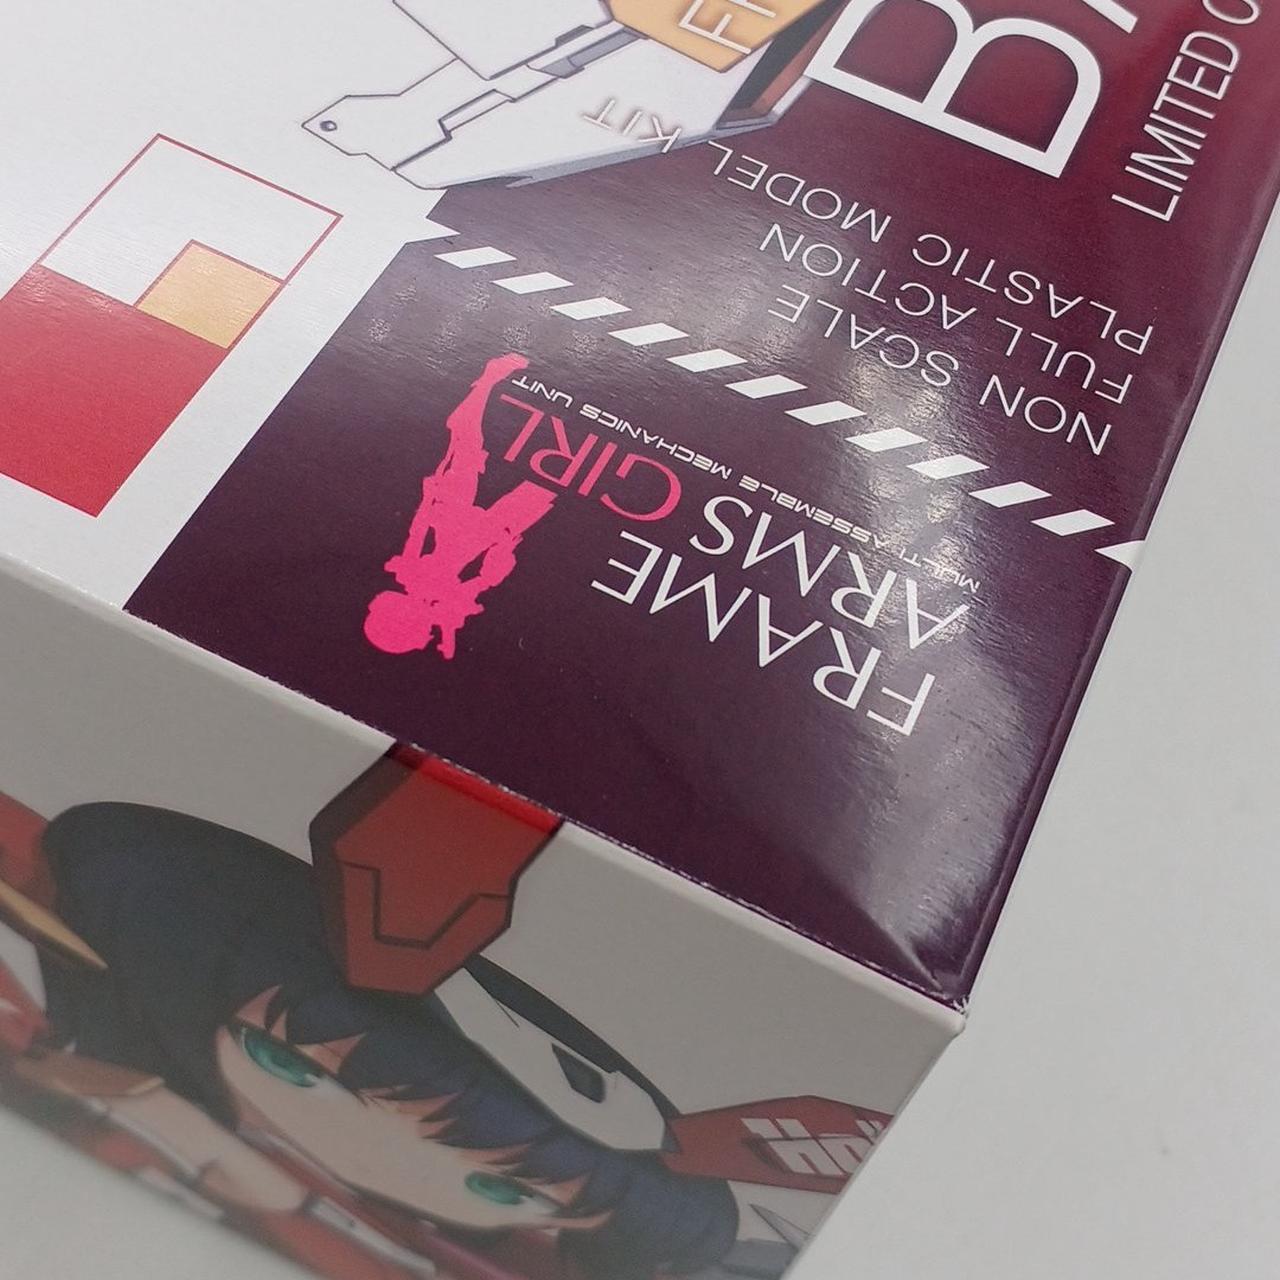 FRAME
ARMS GIRL
MULTI ASSEMBLE MECHANICS UNIT
NON SCALE
FULL ACTION
PLASTIC MODEL KIT
LIMITED